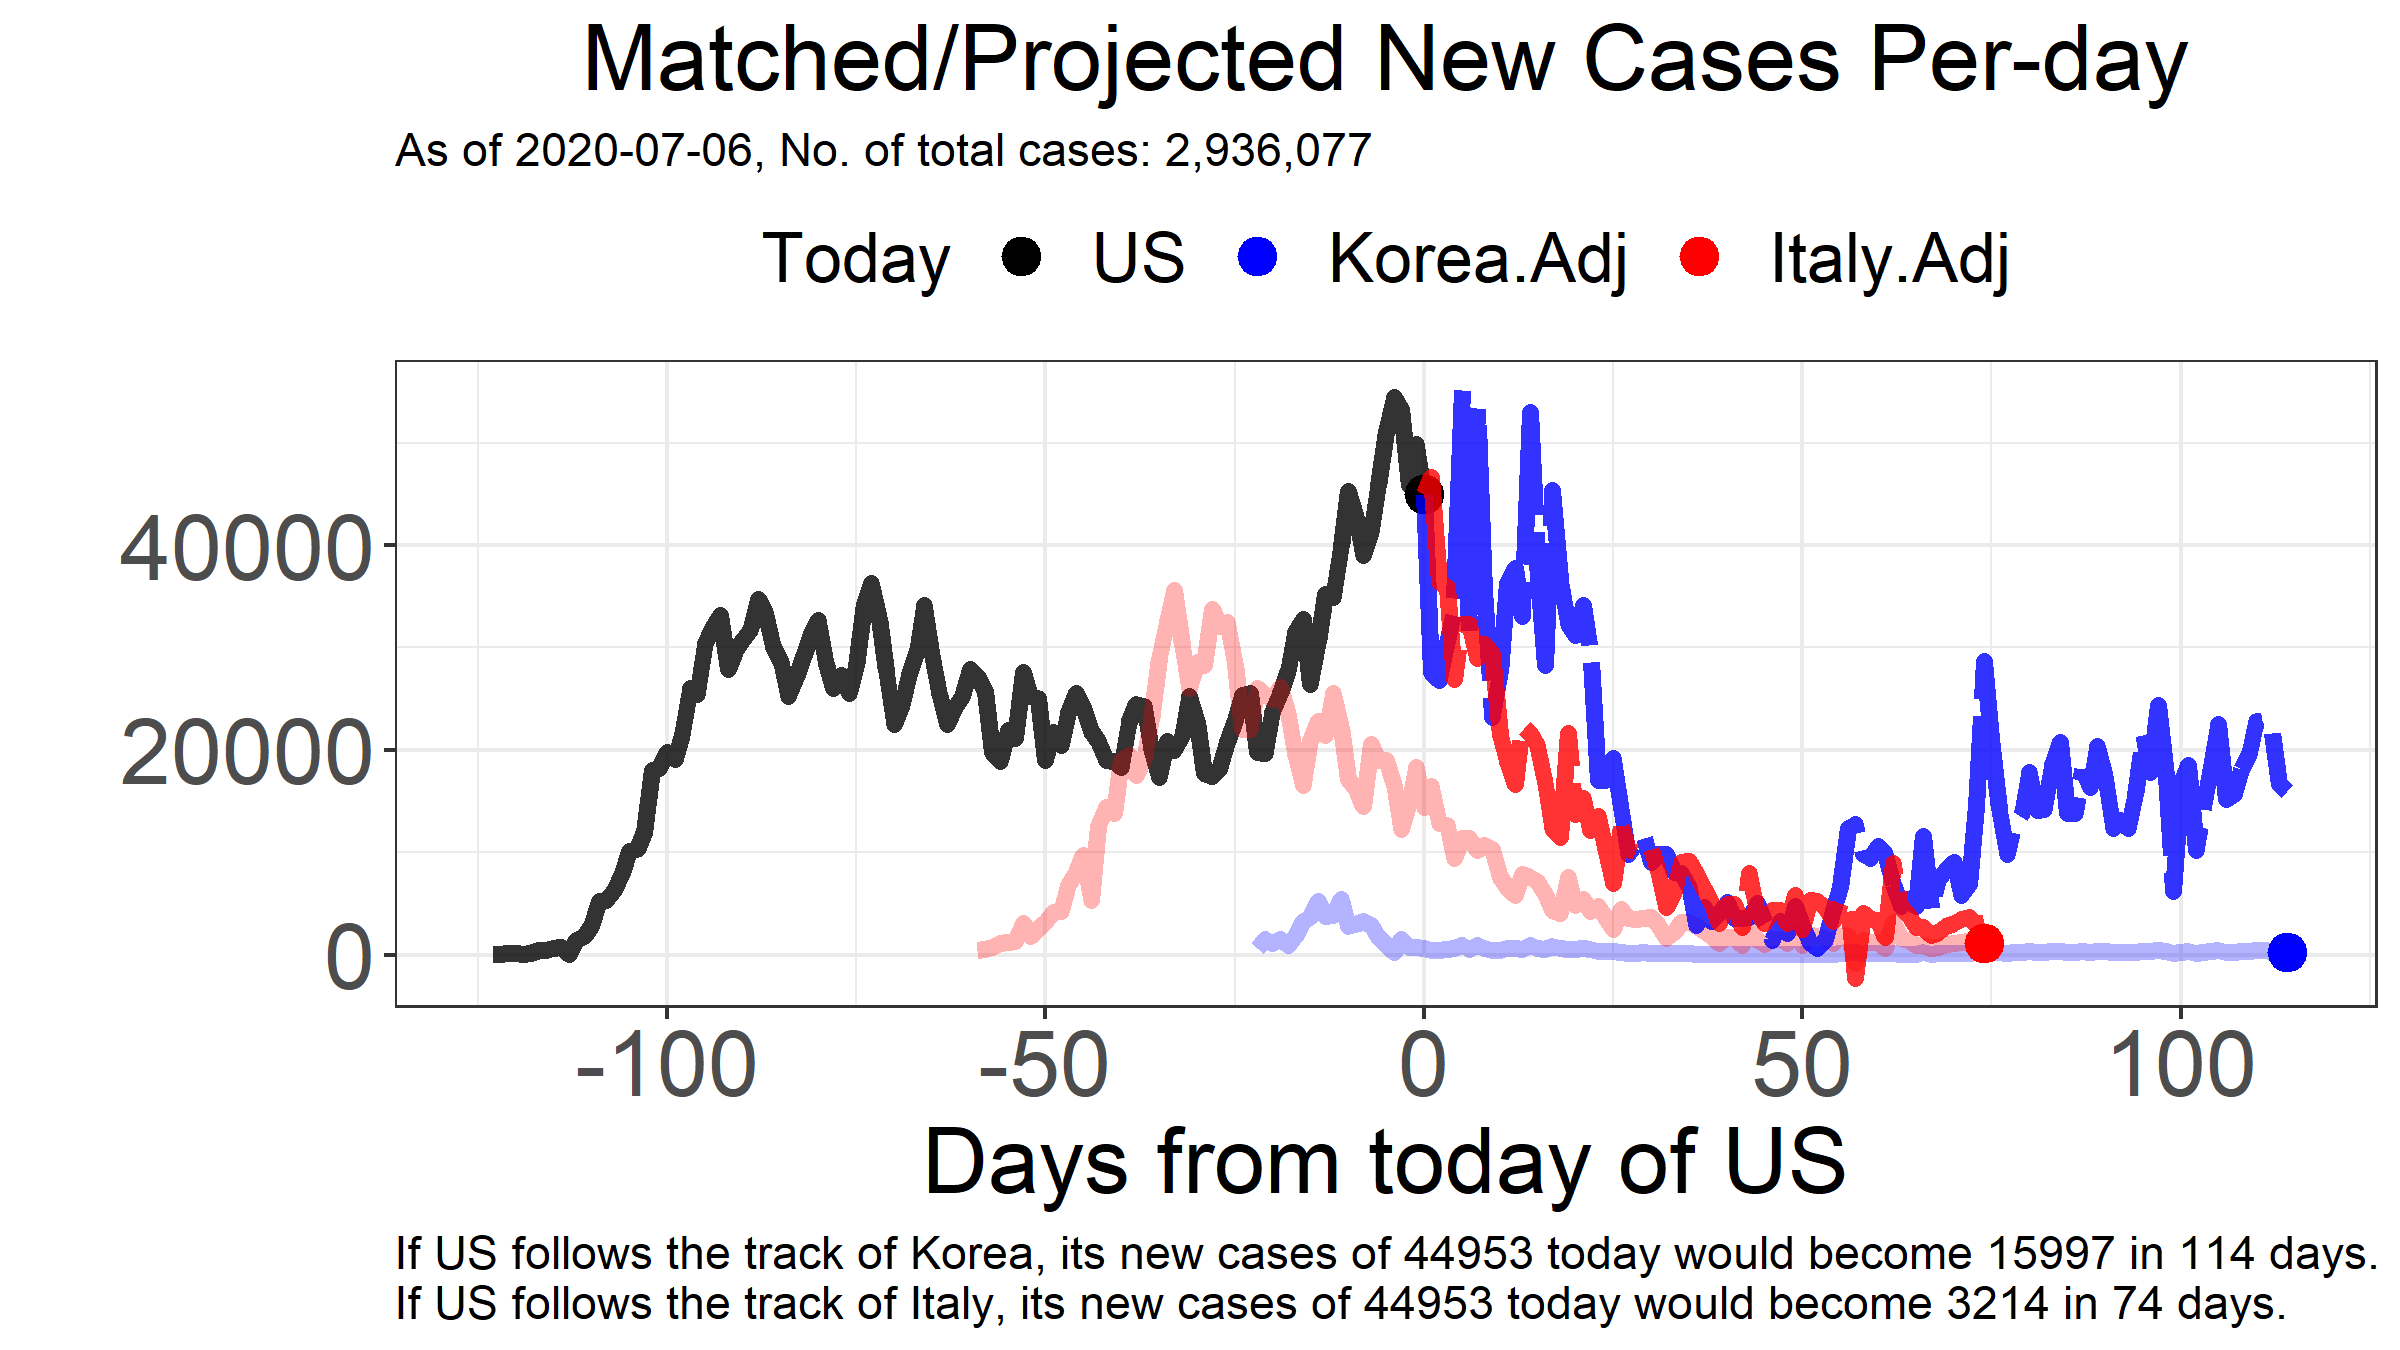 Matched/Projected New Cases Per-day
As of 2020-07-06, No. of total cases: 2,936,077
Today US Korea.Adj Italy.Adj
40000
20000
0
-100 -50 0 50 100
Days from today of US
If US follows the track of Korea, its new cases of 44953 today would become 15997 in 114 days.
If US follows the track of Italy, its new cases of 44953 today would become 3214 in 74 days.